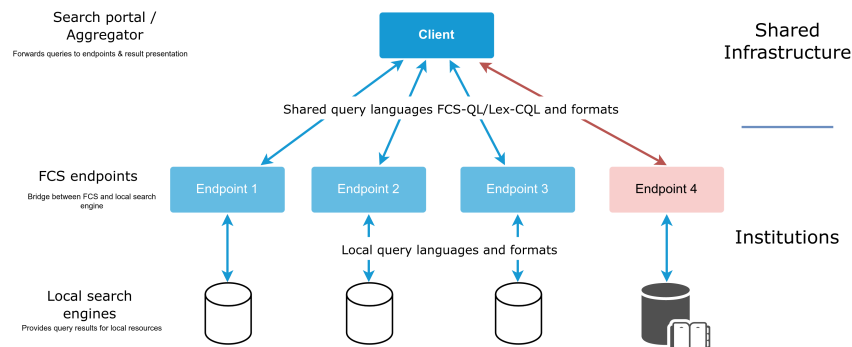 Search portal /
Aggregator
Forwards queries to endpoints & result presentation
Client
Shared
Infrastructure
Shared query languages FCS-QL/Lex-CQL and formats
FCS endpoints
Bridge between FCS and local search
engine
Endpoint 1
Endpoint 2
Endpoint 3
Endpoint 4
Institutions
Local query languages and formats
Local search
engines
Provides query results for local resources